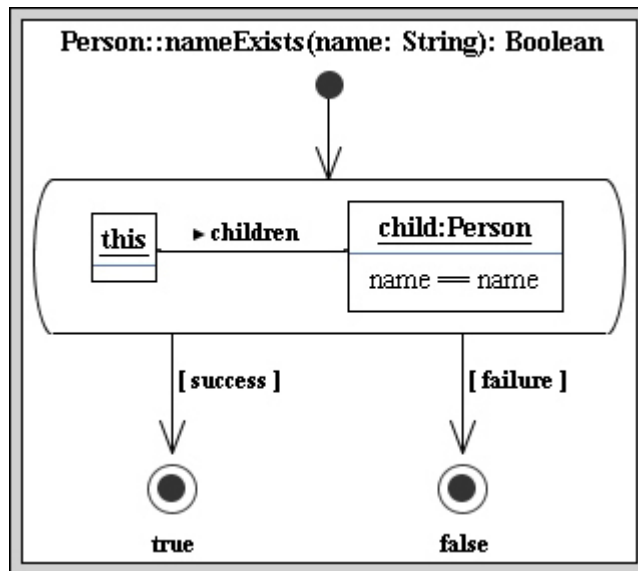 Person::nameExists(name: String): Boolean
this
▸ children
child:Person
name == name
[ success ]
[ failure ]
true
false